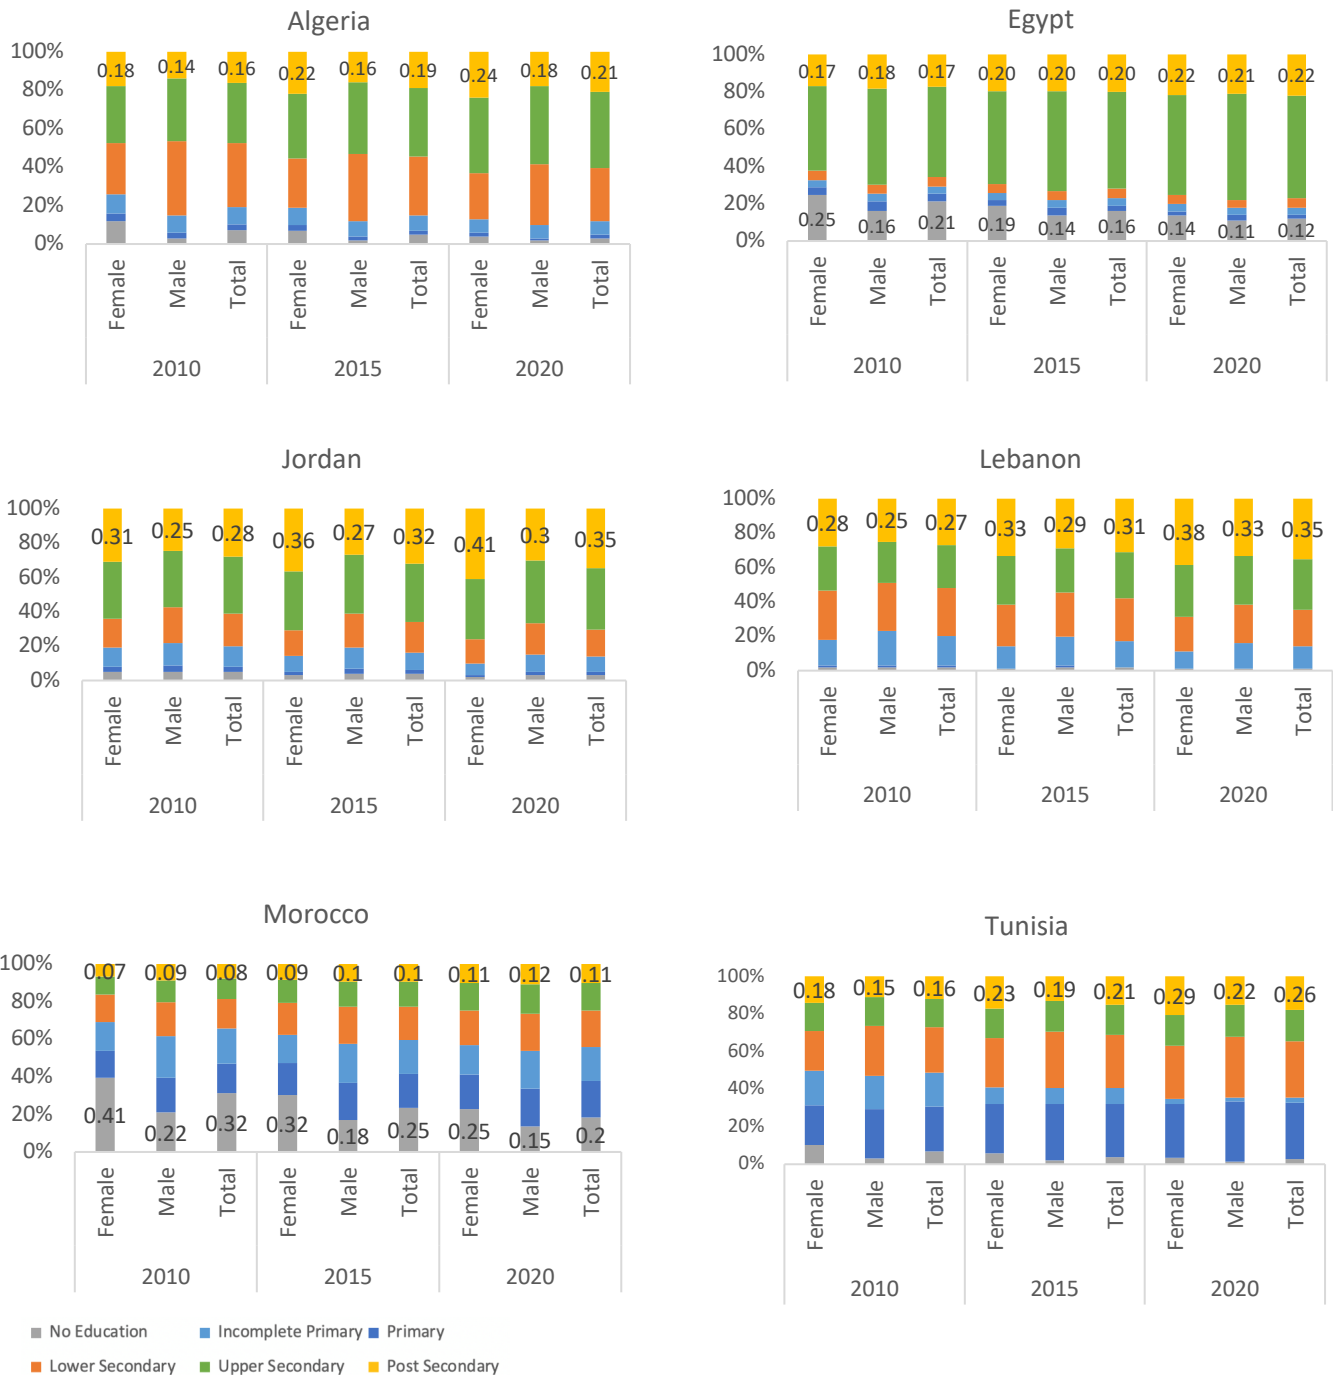 Algeria
100%
80%
60%
40%
20%
0%
0.18 0.14 0.16 0.22 0.16 0.19 0.24 0.18 0.21
Female Male Total Female Male Total Female Male Total
2010 2015 2020
Egypt
100%
80%
60%
40%
20%
0%
0.17 0.18 0.17 0.20 0.20 0.20 0.22 0.21 0.22
0.25 0.16 0.21 0.19 0.14 0.16 0.14 0.11 0.12
Female Male Total Female Male Total Female Male Total
2010 2015 2020
Jordan
100%
80%
60%
40%
20%
0%
0.31 0.25 0.28 0.36 0.27 0.32 0.41 0.3 0.35
Female Male Total Female Male Total Female Male Total
2010 2015 2020
Lebanon
100%
80%
60%
40%
20%
0%
0.28 0.25 0.27 0.33 0.29 0.31 0.38 0.33 0.35
Female Male Total Female Male Total Female Male Total
2010 2015 2020
Morocco
100%
80%
60%
40%
20%
0%
0.07 0.09 0.08 0.09 0.1 0.1 0.11 0.12 0.11
0.41 0.22 0.32 0.32 0.18 0.25 0.25 0.15 0.2
Female Male Total Female Male Total Female Male Total
2010 2015 2020
Tunisia
100%
80%
60%
40%
20%
0%
0.18 0.15 0.16 0.23 0.19 0.21 0.29 0.22 0.26
Female Male Total Female Male Total Female Male Total
2010 2015 2020
No Education Incomplete Primary Primary
Lower Secondary Upper Secondary Post Secondary